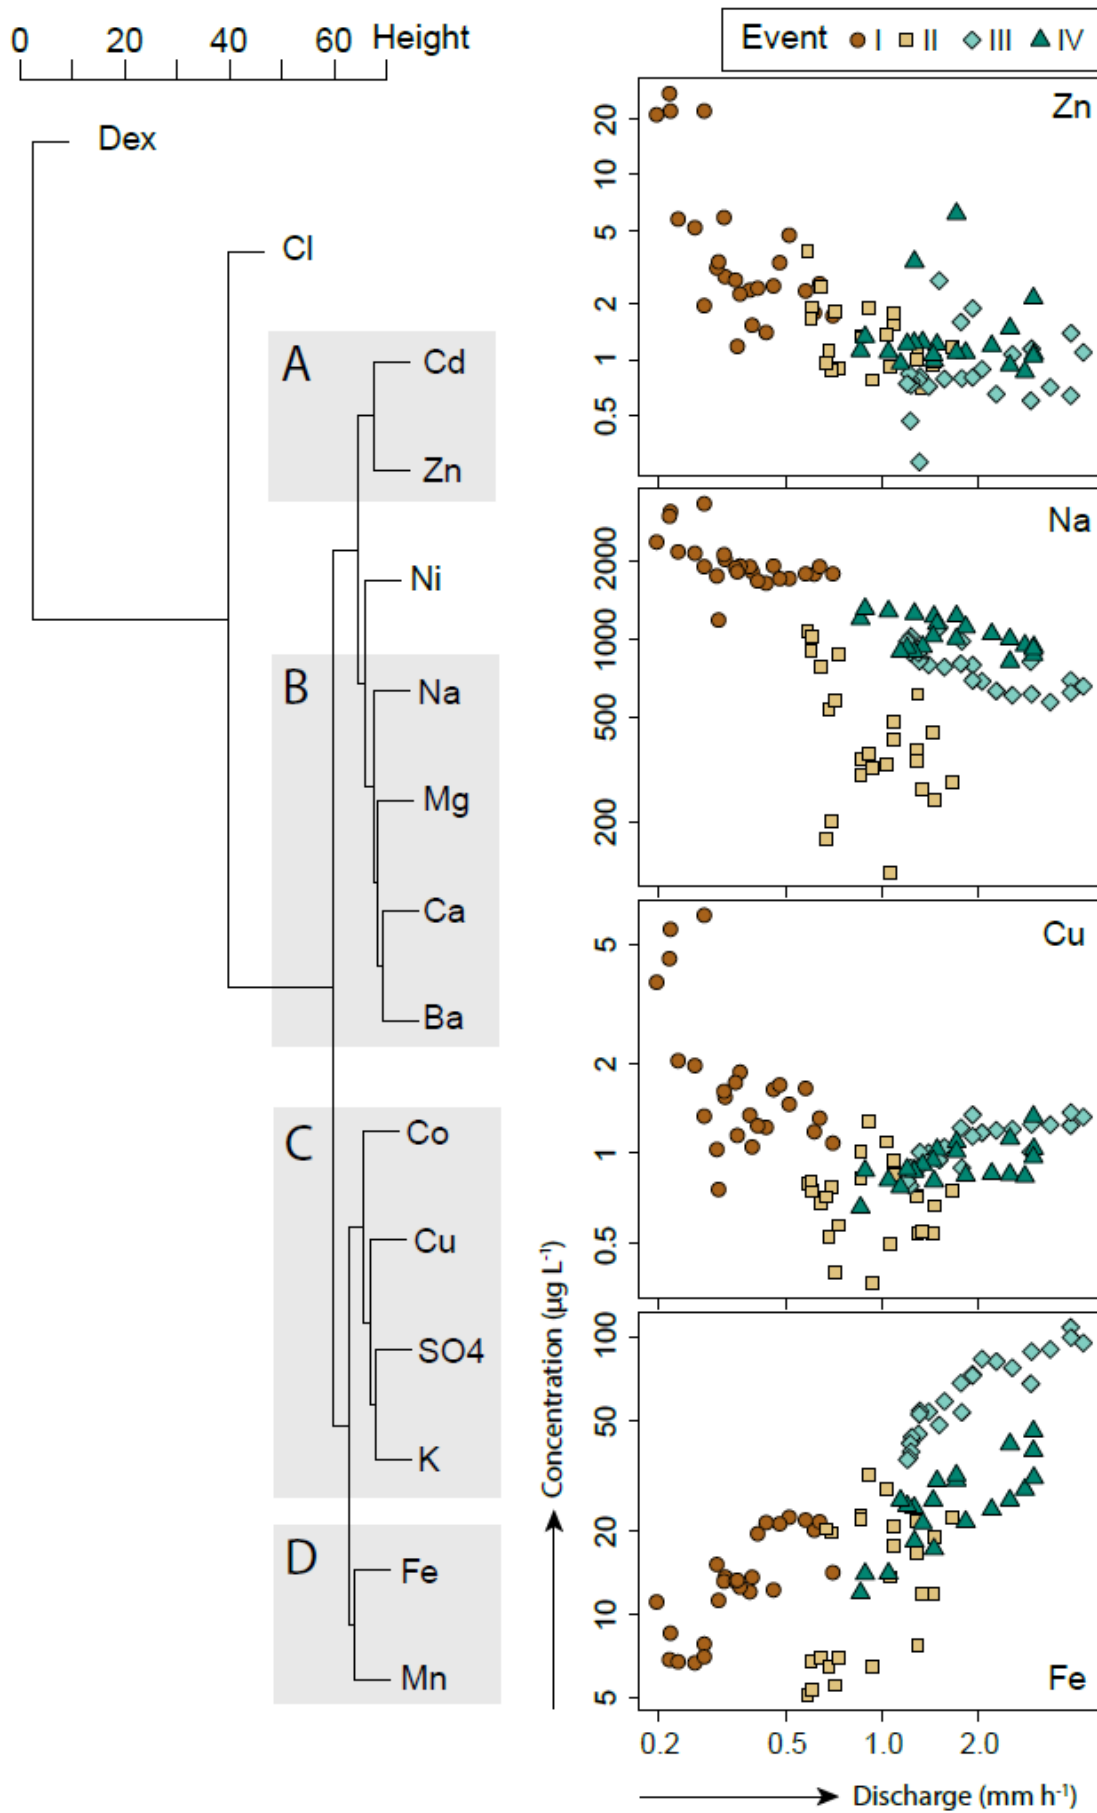 0 20 40 60 Height
Event I II III IV
Dex
Cl
A
Cd
Zn
Ni
B
Na
Mg
Ca
Ba
C
Co
Cu
SO4
K
D
Fe
Mn
Zn
20
10
5
2
1
0.5
Na
2000
1000
500
200
Cu
5
2
1
0.5
Fe
100
50
20
10
5
0.2 0.5 1.0 2.0
Concentration (µg L⁻¹)
Discharge (mm h⁻¹)